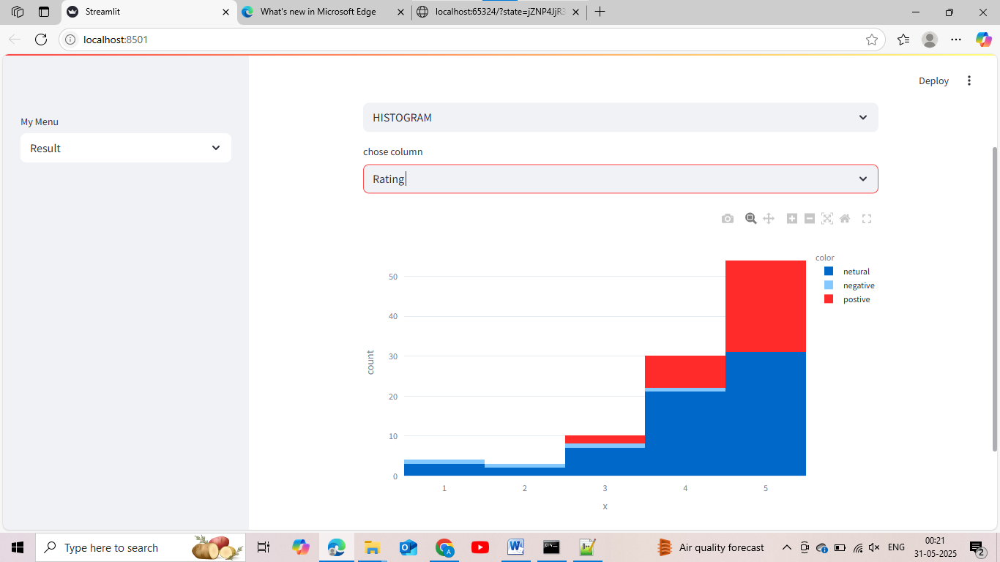 Streamlit
What's new in Microsoft Edge
localhost:65324/?state=jZNP4JjR3
localhost:8501
Deploy
My Menu
Result
HISTOGRAM
chose column
Rating
color
netural
negative
postive
50
40
30
20
10
0
count
1 2 3 4 5
x
Type here to search
Air quality forecast
ENG
00:21
31-05-2025
2